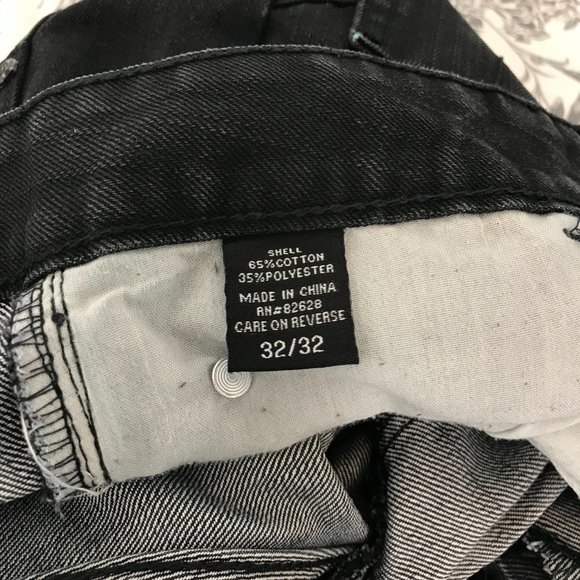 SHELL
65%COTTON
35%POLYESTER
MADE IN CHINA
RN#82628
CARE ON REVERSE
32/32